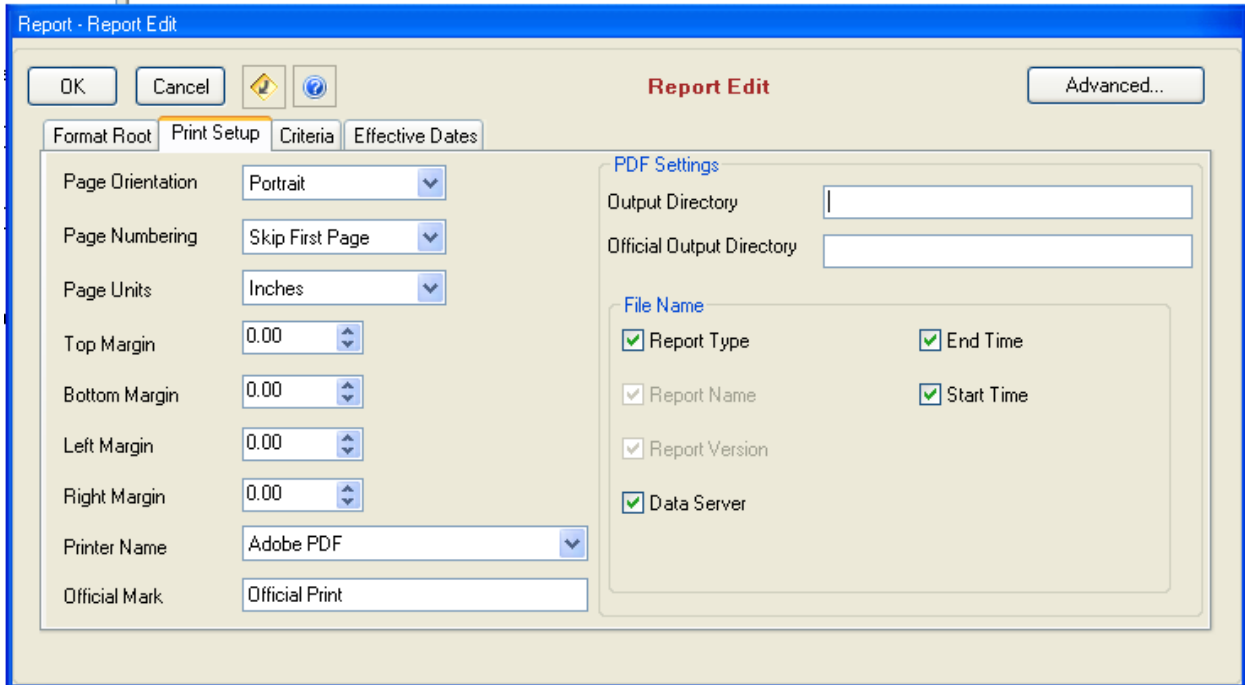 Report - Report Edit
OK Cancel Report Edit Advanced...
Format Root Print Setup Criteria Effective Dates
Page Orientation Portrait
Page Numbering Skip First Page
Page Units Inches
Top Margin 0.00
Bottom Margin 0.00
Left Margin 0.00
Right Margin 0.00
Printer Name Adobe PDF
Official Mark Official Print
PDF Settings
Output Directory
Official Output Directory
File Name
Report Type End Time
Report Name Start Time
Report Version
Data Server